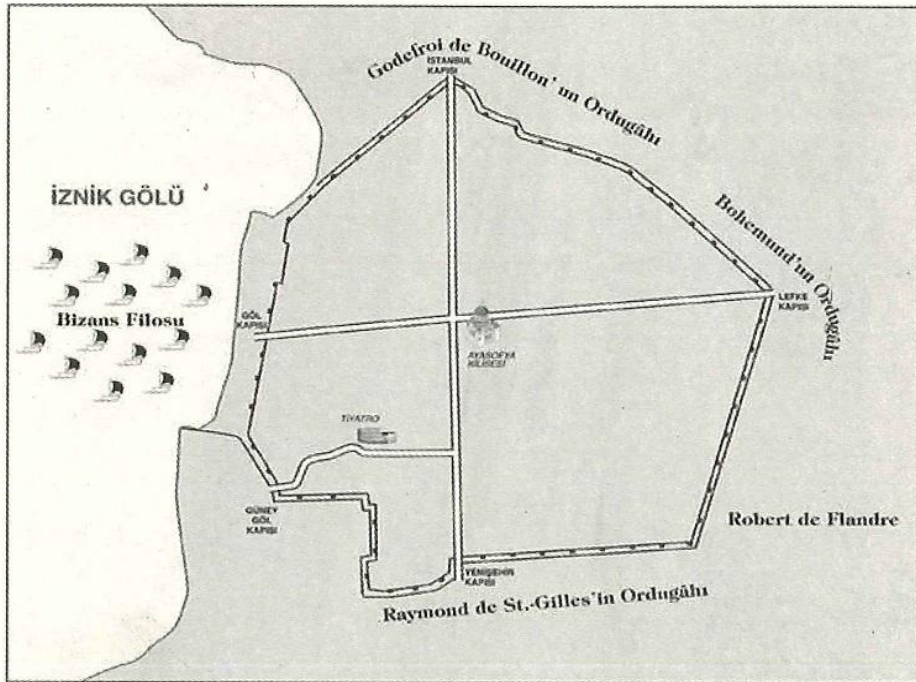 Godefroi de Bouillon'un Ordugâhı
İSTANBUL
KAPISI
Bohemund'un Ordugâhı
İZNİK GÖLÜ
Bizans Filosu
GÖL
KAPISI
LEFKE
KAPISI
AYASOFYA
KİLİSESİ
TİYATRO
GÜNEY
GÖL
KAPISI
Robert de Flandre
YENİŞEHİR
KAPISI
Raymond de St.-Gilles'in Ordugâhı